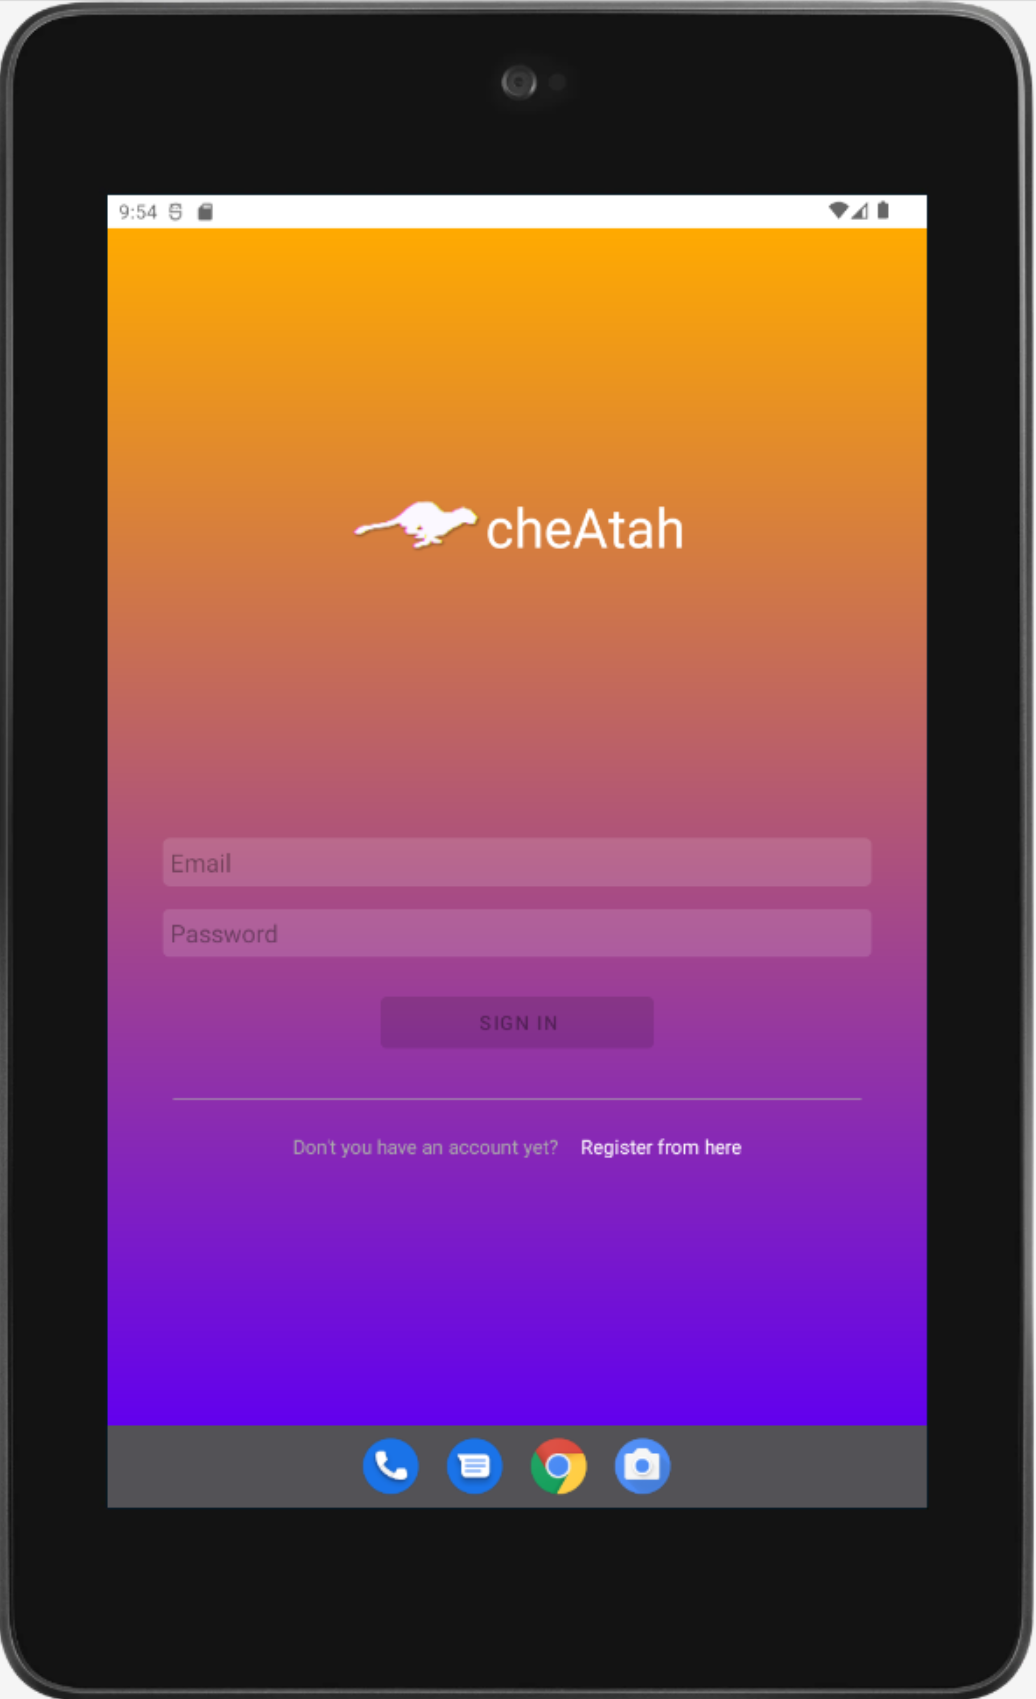 9:54
cheAtah
Email
Password
SIGN IN
Don't you have an account yet? Register from here